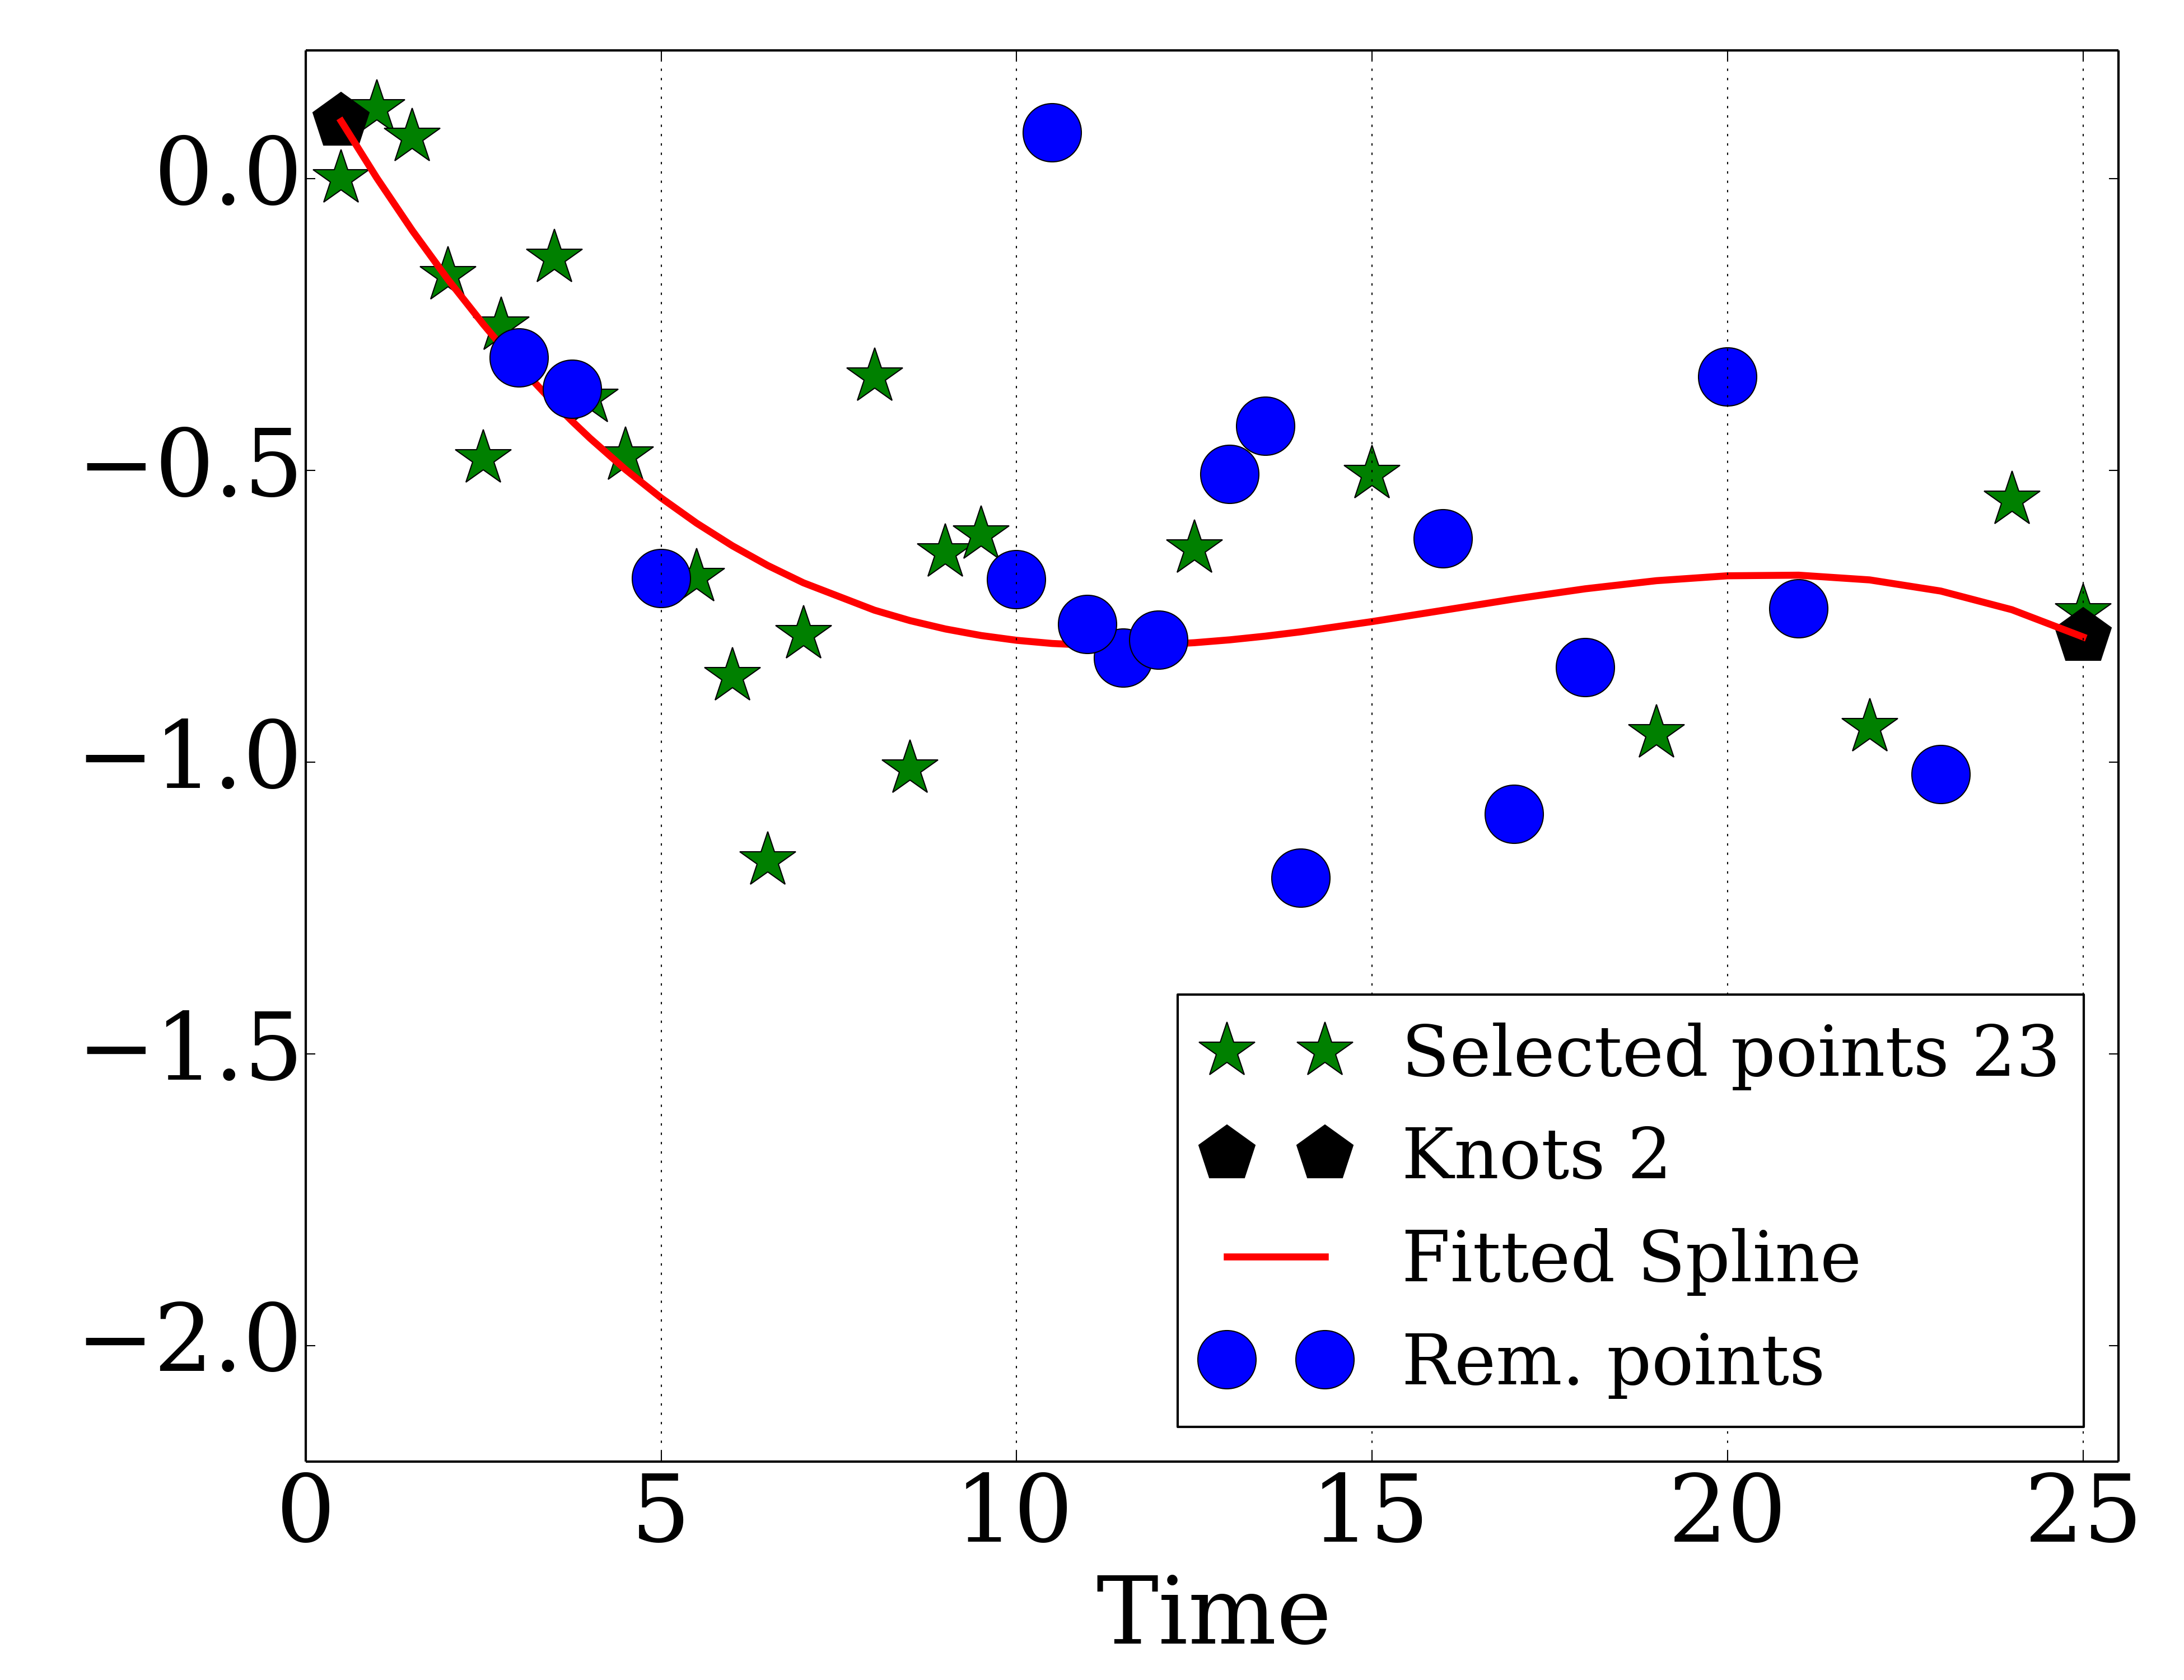 0.0
−0.5
−1.0
−1.5
−2.0
Selected points 23
Knots 2
Fitted Spline
Rem. points
0 5 10 15 20 25
Time